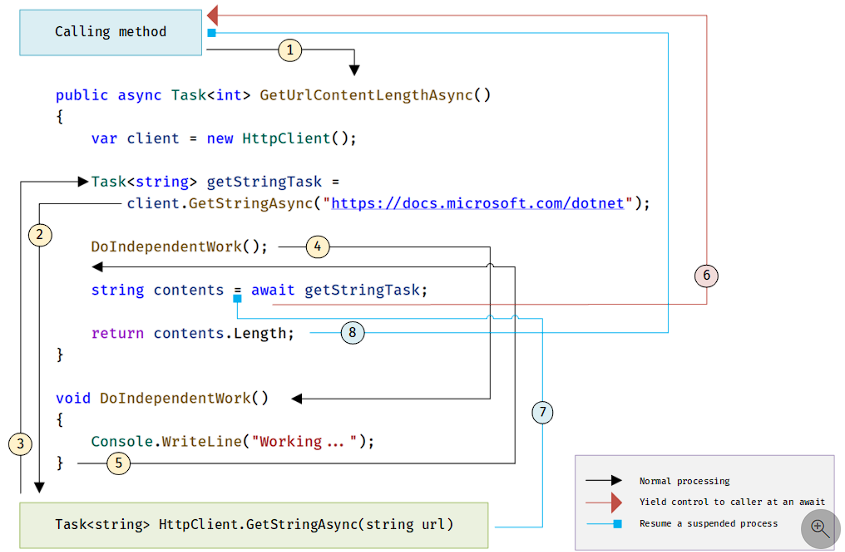 Calling method
1
public async Task<int> GetUrlContentLengthAsync()
{
var client = new HttpClient();
Task<string> getStringTask =
client.GetStringAsync("https://docs.microsoft.com/dotnet");
2
DoIndependentWork();
4
6
string contents = await getStringTask;
return contents.Length;
8
}
void DoIndependentWork()
7
{
3
Console.WriteLine("Working...");
}
5
Task<string> HttpClient.GetStringAsync(string url)
Normal processing
Yield control to caller at an await
Resume a suspended process